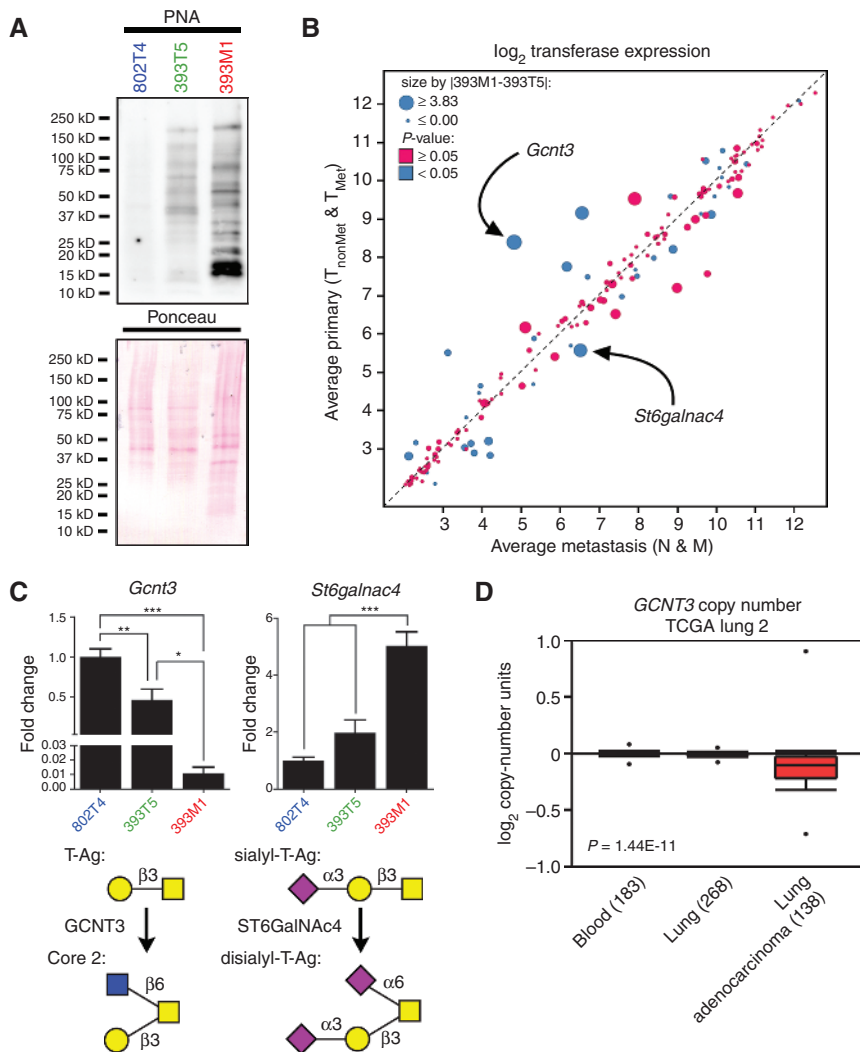 A
PNA
802T4
393T5
393M1
250 kD
150 kD
100 kD
75 kD
50 kD
37 kD
25 kD
20 kD
15 kD
10 kD
Ponceau
250 kD
150 kD
100 kD
75 kD
50 kD
37 kD
25 kD
20 kD
15 kD
10 kD
B
log2 transferase expression
size by |393M1-393T5|:
≥ 3.83
≤ 0.00
P-value:
≥ 0.05
< 0.05
Gcnt3
St6galnac4
Average primary (TnonMet & TMet)
12
11
10
9
8
7
6
5
4
3
3 4 5 6 7 8 9 10 11 12
Average metastasis (N & M)
C
Gcnt3
Fold change
1.5
1.0
0.5
0.03
0.02
0.01
0.00
***
**
*
802T4
393T5
393M1
St6galnac4
Fold change
6
4
2
0
***
802T4
393T5
393M1
T-Ag:
β3
GCNT3
Core 2:
β6
β3
sialyl-T-Ag:
α3 β3
ST6GalNAc4
disialyl-T-Ag:
α6
α3 β3
D
GCNT3 copy number
TCGA lung 2
log2 copy-number units
1.0
0.5
0
−0.5
−1.0
P = 1.44E-11
Blood (183)
Lung (268)
Lung
adenocarcinoma (138)